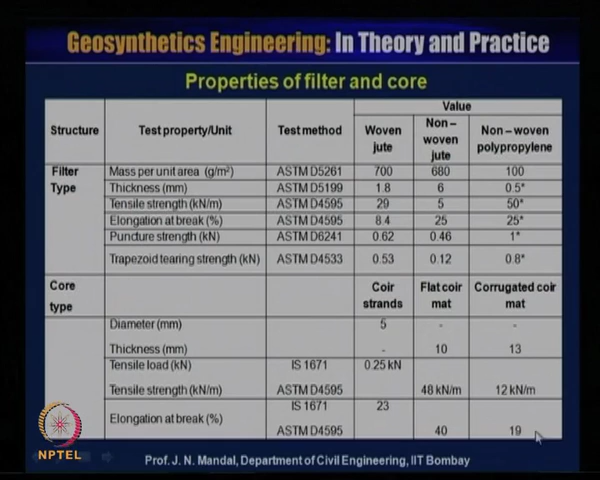 Geosynthetics Engineering: In Theory and Practice
Properties of filter and core
Structure Test property/Unit Test method Value
Woven jute Non – woven jute Non – woven polypropylene
Filter Type Mass per unit area (g/m²) ASTM D5261 700 680 100
Thickness (mm) ASTM D5199 1.8 6 0.5*
Tensile strength (kN/m) ASTM D4595 29 5 50*
Elongation at break (%) ASTM D4595 8.4 25 25*
Puncture strength (kN) ASTM D6241 0.62 0.46 1*
Trapezoid tearing strength (kN) ASTM D4533 0.53 0.12 0.8*
Core type Coir strands Flat coir mat Corrugated coir mat
Diameter (mm) 5 - -
Thickness (mm) - 10 13
Tensile load (kN) IS 1671 0.25 kN
Tensile strength (kN/m) ASTM D4595 48 kN/m 12 kN/m
Elongation at break (%) IS 1671 23
ASTM D4595 40 19
NPTEL
Prof. J. N. Mandal, Department of Civil Engineering, IIT Bombay